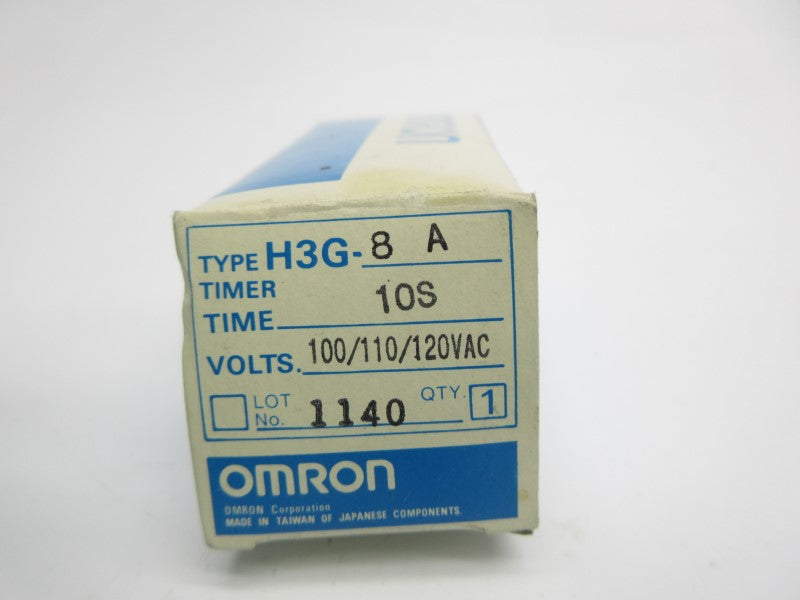 TYPE H3G-8 A
TIMER
TIME 10S
VOLTS. 100/110/120VAC
LOT No. 1140 QTY. 1
OMRON
OMRON Corporation
MADE IN TAIWAN OF JAPANESE COMPONENTS.